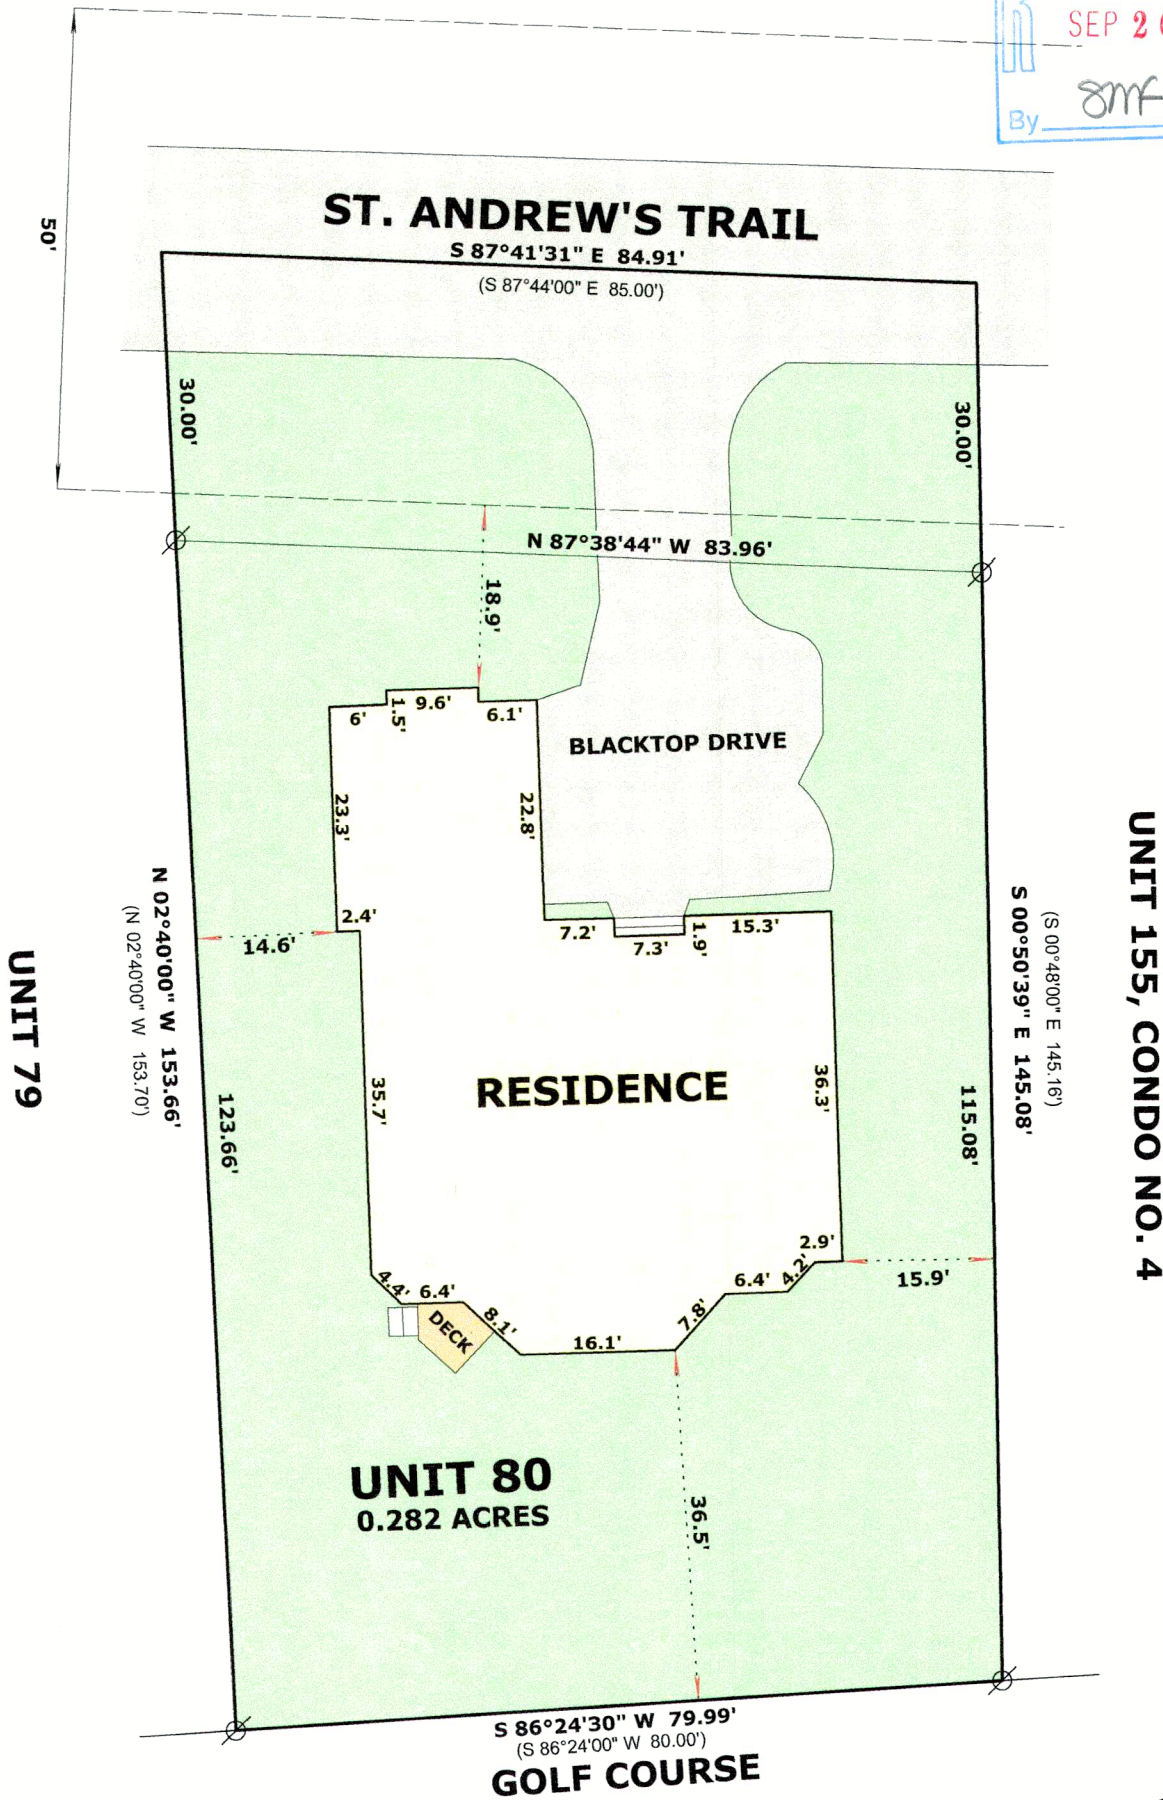 SEP 2
By
50'
ST. ANDREW'S TRAIL
S 87°41'31" E 84.91'
(S 87°44'00" E 85.00')
30.00'
30.00'
N 87°38'44" W 83.96'
18.9'
6'
1.5'
9.6'
6.1'
BLACKTOP DRIVE
23.3'
22.8'
2.4'
14.6'
7.2'
7.3'
1.9'
15.3'
UNIT 79
N 02°40'00" W 153.66'
(N 02°40'00" W 153.70')
123.66'
35.7'
RESIDENCE
36.3'
115.08'
S 00°50'39" E 145.08'
(S 00°48'00" E 145.16')
UNIT 155, CONDO NO. 4
2.9'
4.2'
6.4'
7.8'
15.9'
4.4'
6.4'
8.1'
DECK
16.1'
UNIT 80
0.282 ACRES
36.5'
S 86°24'30" W 79.99'
(S 86°24'00" W 80.00')
GOLF COURSE